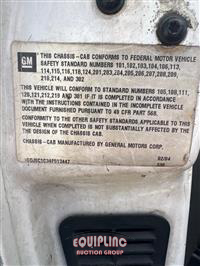 GM
THIS CHASSIS-CAB CONFORMS TO FEDERAL MOTOR VEHICLE
SAFETY STANDARD NUMBERS 101,102,103,104,106,113,
114,115,116,118,124,201,203,204,205,206,207,208,209,
210,214, AND 302
THIS VEHICLE WILL CONFORM TO STANDARD NUMBERS 105,108,111,
120,121,212,219 AND 301 IF IT IS COMPLETED IN ACCORDANCE
WITH THE INSTRUCTIONS CONTAINED IN THE INCOMPLETE VEHICLE
DOCUMENT FURNISHED PURSUANT TO 49 CFR PART 568.
CONFORMITY TO THE OTHER SAFETY STANDARDS APPLICABLE TO THIS
VEHICLE WHEN COMPLETED IS NOT SUBSTANTIALLY AFFECTED BY
THE DESIGN OF THE CHASSIS CAB.
CHASSIS-CAB MANUFACTURED BY GENERAL MOTORS CORP.
02/04
EQUIPLINC
AUCTION GROUP